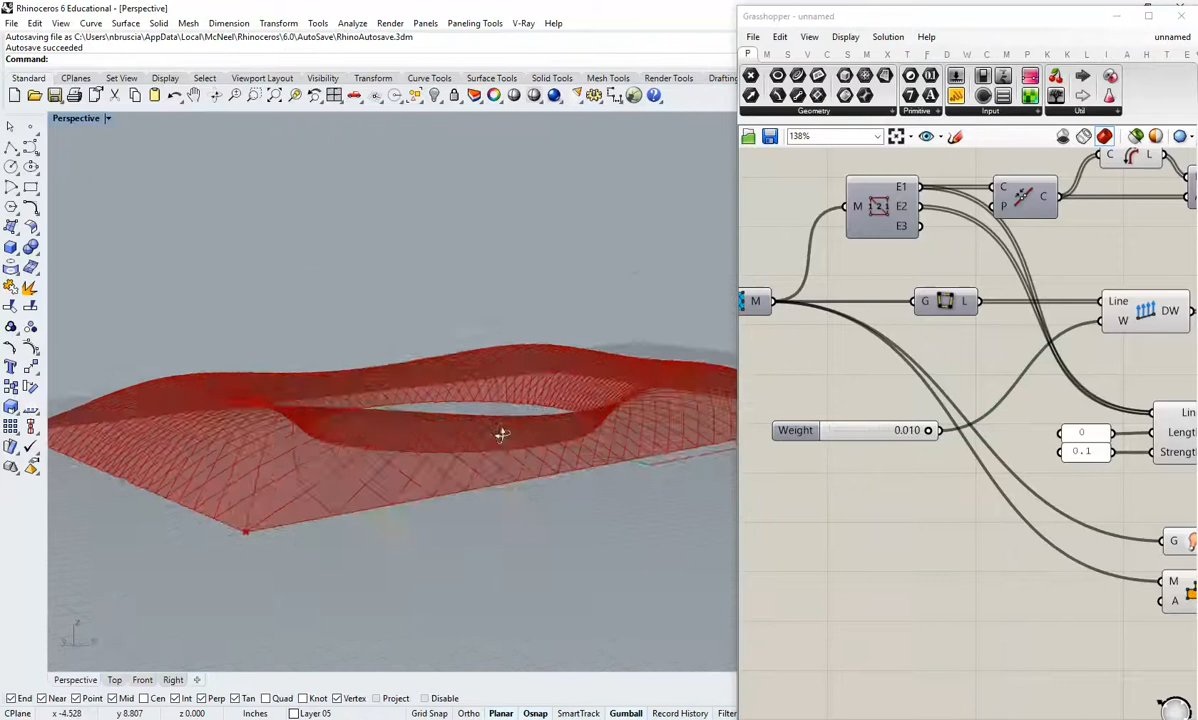 Rhinoceros 6 Educational - [Perspective]
File Edit View Curve Surface Solid Mesh Dimension Transform Tools Analyze Render Panels Paneling Tools V-Ray Help
Autosaving file as C:\Users\nbruscia\AppData\Local\McNeel\Rhinoceros\6.0\AutoSave\RhinoAutosave.3dm
Autosave succeeded
Command:
Standard CPlanes Set View Display Select Viewport Layout Visibility Transform Curve Tools Surface Tools Solid Tools Mesh Tools Render Tools Drafting
Perspective
z
Perspective Top Front Right
End Near Point Mid Cen Int Perp Tan Quad Knot Vertex Project Disable
CPlane x -4.528 y 8.807 z 0.000 Inches Layer 05 Grid Snap Ortho Planar Osnap SmartTrack Gumball Record History Filter
Grasshopper - unnamed
File Edit View Display Solution Help unnamed
P M S V C S M I T D W L K K H K L M P T E
Geometry Primitive Input Util
138%
C L
E1
M E2
E3
C
P C
M
G L
Line
W DW
Weight 0.010
Lin
0 Length
0.1 Strength
G
M
A